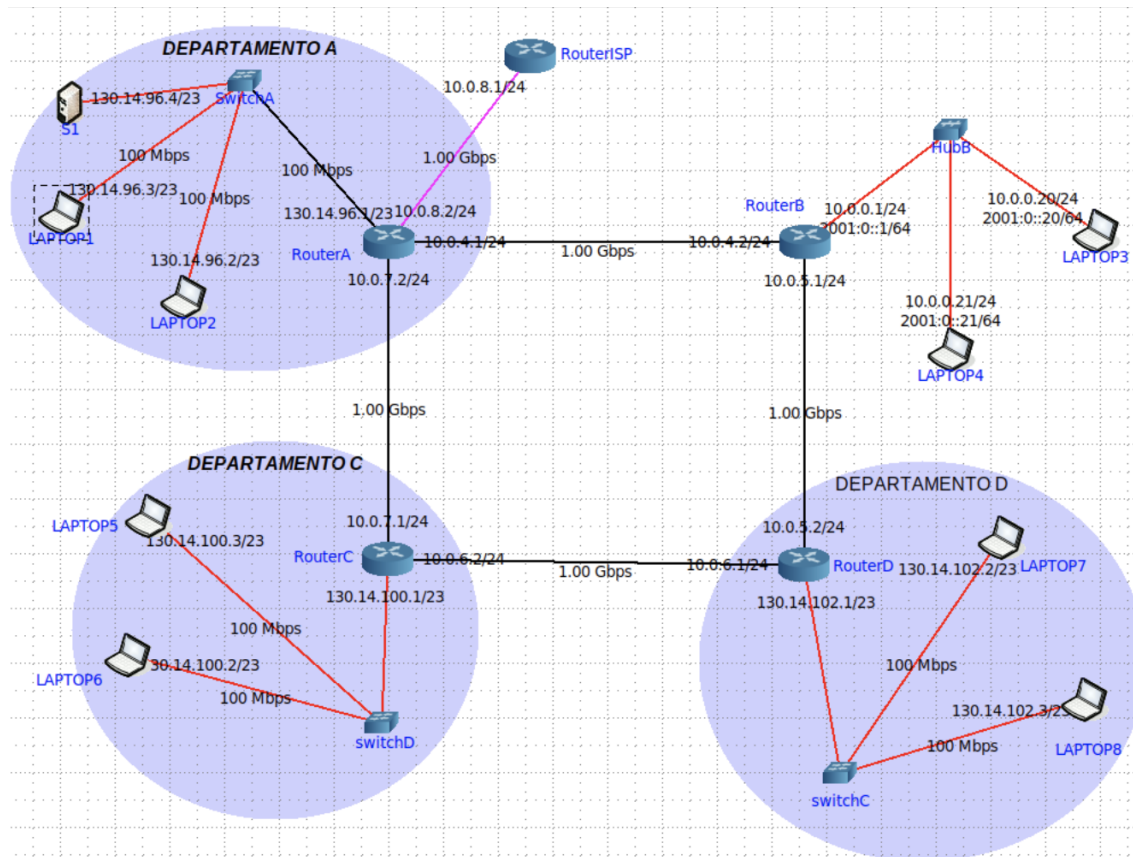 DEPARTAMENTO A
RouterISP
10.0.8.1/24
130.14.96.4/23
SwitchA
S1
1.00 Gbps
100 Mbps
100 Mbps
100 Mbps
130.14.96.3/23
LAPTOP1
130.14.96.1/23
10.0.8.2/24
RouterA
10.0.4.1/24
1.00 Gbps
10.0.4.2/24
10.0.7.2/24
130.14.96.2/23
LAPTOP2
HubB
RouterB
10.0.0.1/24
2001:0::1/64
10.0.0.20/24
2001:0::20/64
LAPTOP3
10.0.5.1/24
10.0.0.21/24
2001:0::21/64
LAPTOP4
1.00 Gbps
1.00 Gbps
DEPARTAMENTO C
DEPARTAMENTO D
LAPTOP5
130.14.100.3/23
10.0.7.1/24
RouterC
10.0.6.2/24
1.00 Gbps
10.0.6.1/24
10.0.5.2/24
RouterD
130.14.102.2/23
LAPTOP7
130.14.100.1/23
130.14.102.1/23
100 Mbps
30.14.100.2/23
LAPTOP6
100 Mbps
switchD
100 Mbps
130.14.102.3/23
LAPTOP8
100 Mbps
switchC